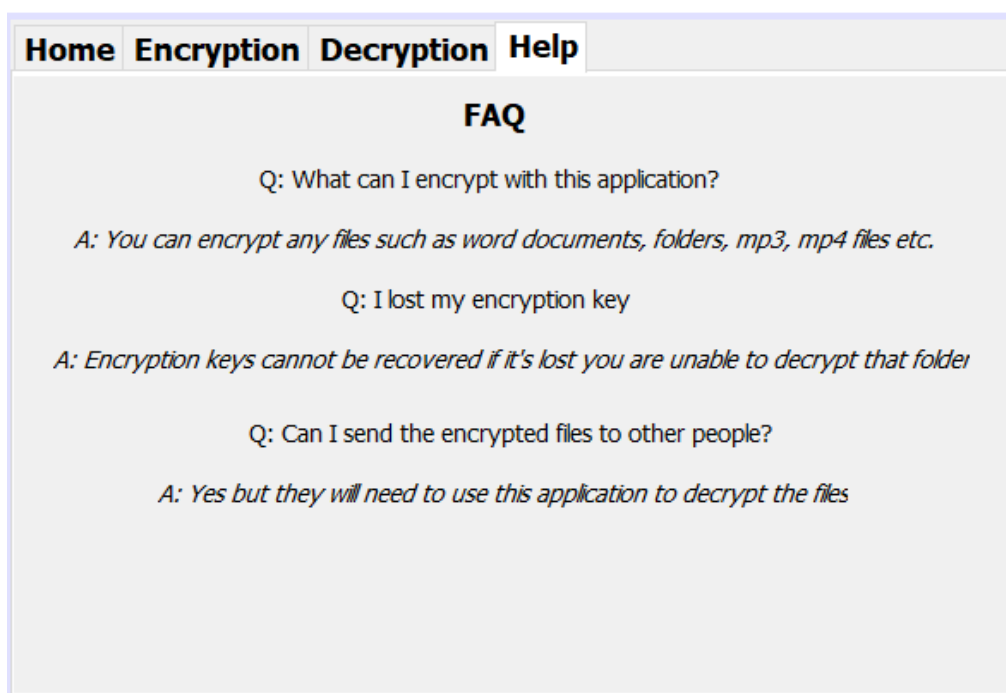 Home Encryption Decryption Help
FAQ
Q: What can I encrypt with this application?
A: You can encrypt any files such as word documents, folders, mp3, mp4 files etc.
Q: I lost my encryption key
A: Encryption keys cannot be recovered if it's lost you are unable to decrypt that folder
Q: Can I send the encrypted files to other people?
A: Yes but they will need to use this application to decrypt the files